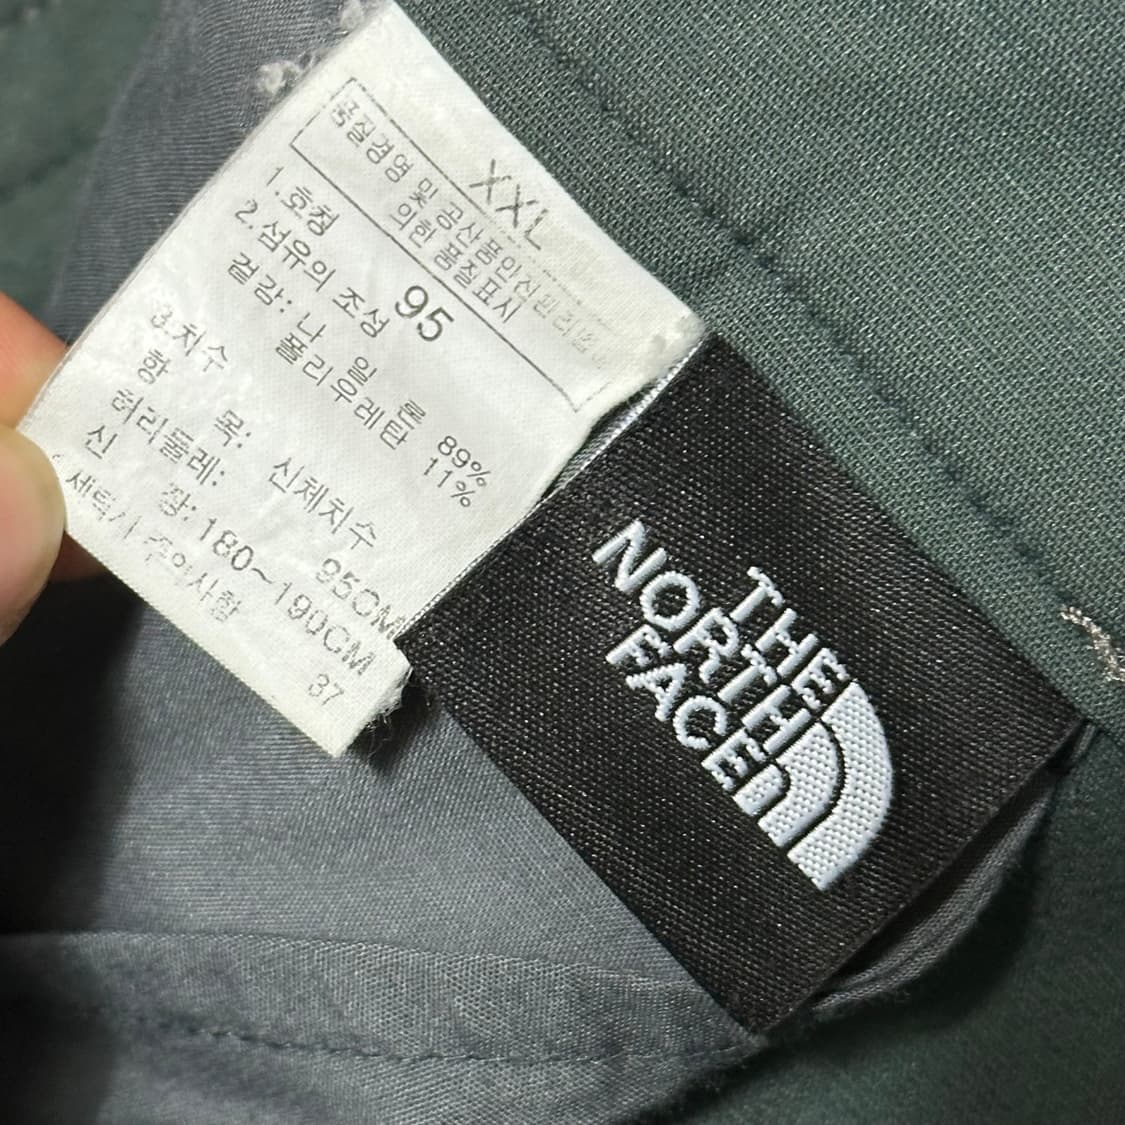 XXL
품질경영 및 공산품안전관리법에
의한 품질표시
1.호칭 95
2.섬유의 조성
겉감: 나 일 론 89%
폴리우레탄 11%
3.치수
항 목: 신체치수
허리둘레: 95CM
신 장: 180~190CM
세탁시 주의사항 37
THE
NORTH
FACE